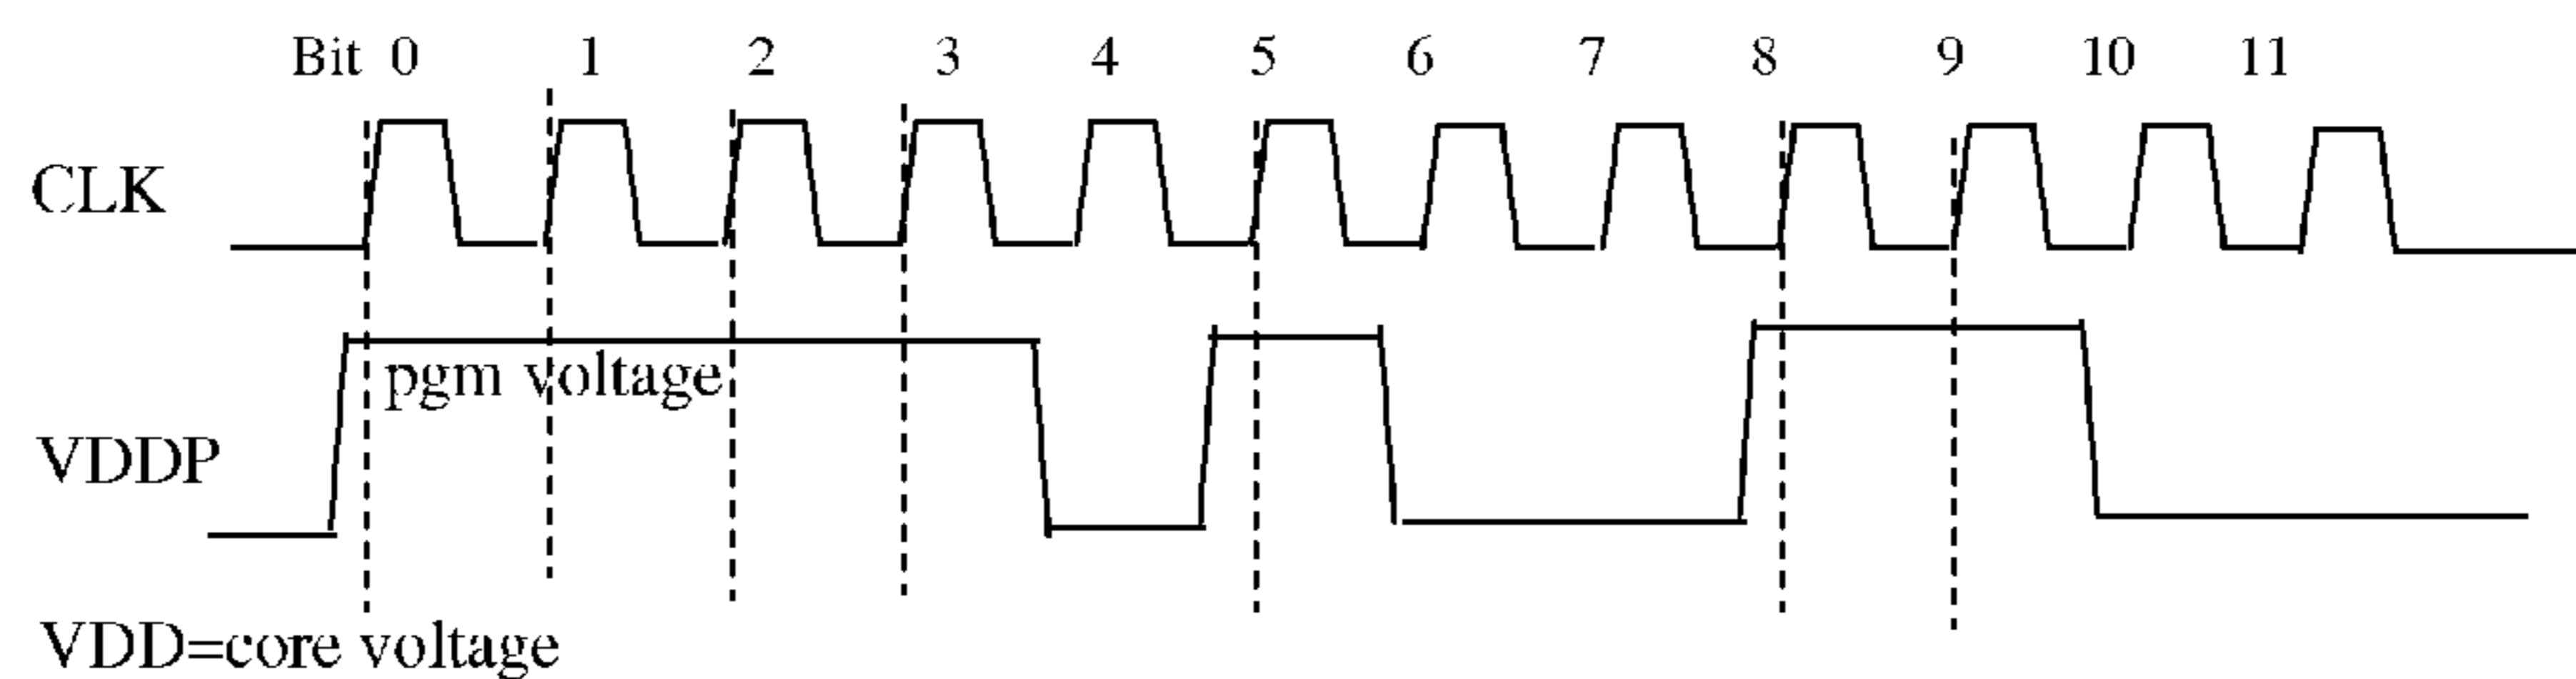 Bit 0 1 2 3 4 5 6 7 8 9 10 11
CLK
pgm voltage
VDDP
VDD=core voltage